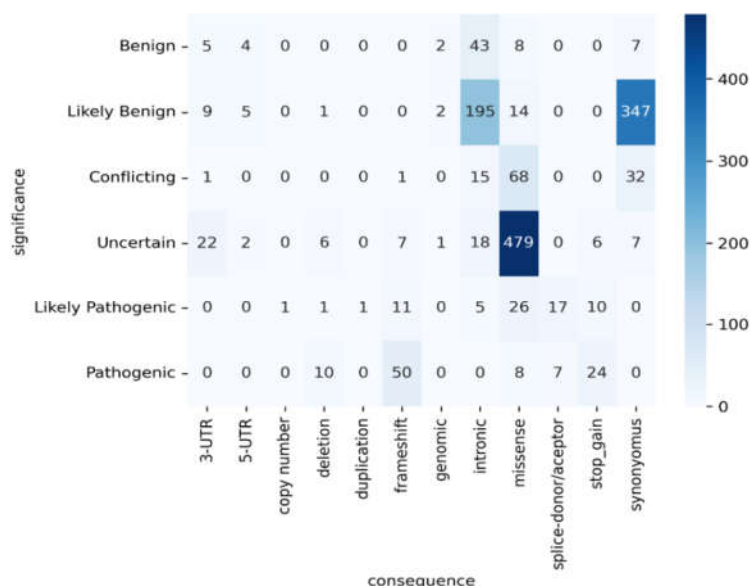 significance
Benign 5 4 0 0 0 0 2 43 8 0 0 7
Likely Benign 9 5 0 1 0 0 2 195 14 0 0 347
Conflicting 1 0 0 0 0 1 0 15 68 0 0 32
Uncertain 22 2 0 6 0 7 1 18 479 0 6 7
Likely Pathogenic 0 0 1 1 1 11 0 5 26 17 10 0
Pathogenic 0 0 0 10 0 50 0 0 8 7 24 0
3-UTR
5-UTR
copy number
deletion
duplication
frameshift
genomic
intronic
missense
splice-donor/aceptor
stop_gain
synonyomus
consequence
400
300
200
100
0